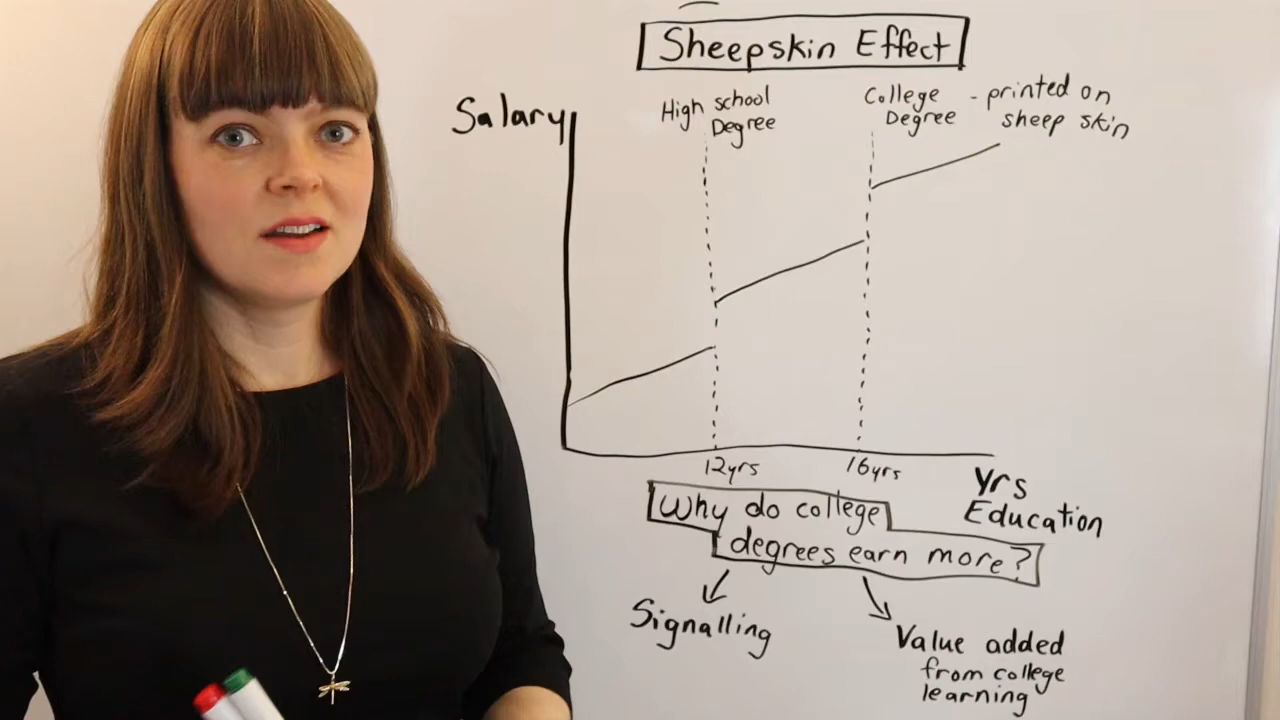 Sheepskin Effect
Salary
High school
Degree
College
Degree
- printed on
sheep skin
12yrs
16yrs
yrs
Education
Why do college
degrees earn more?
Signalling
Value added
from college
learning